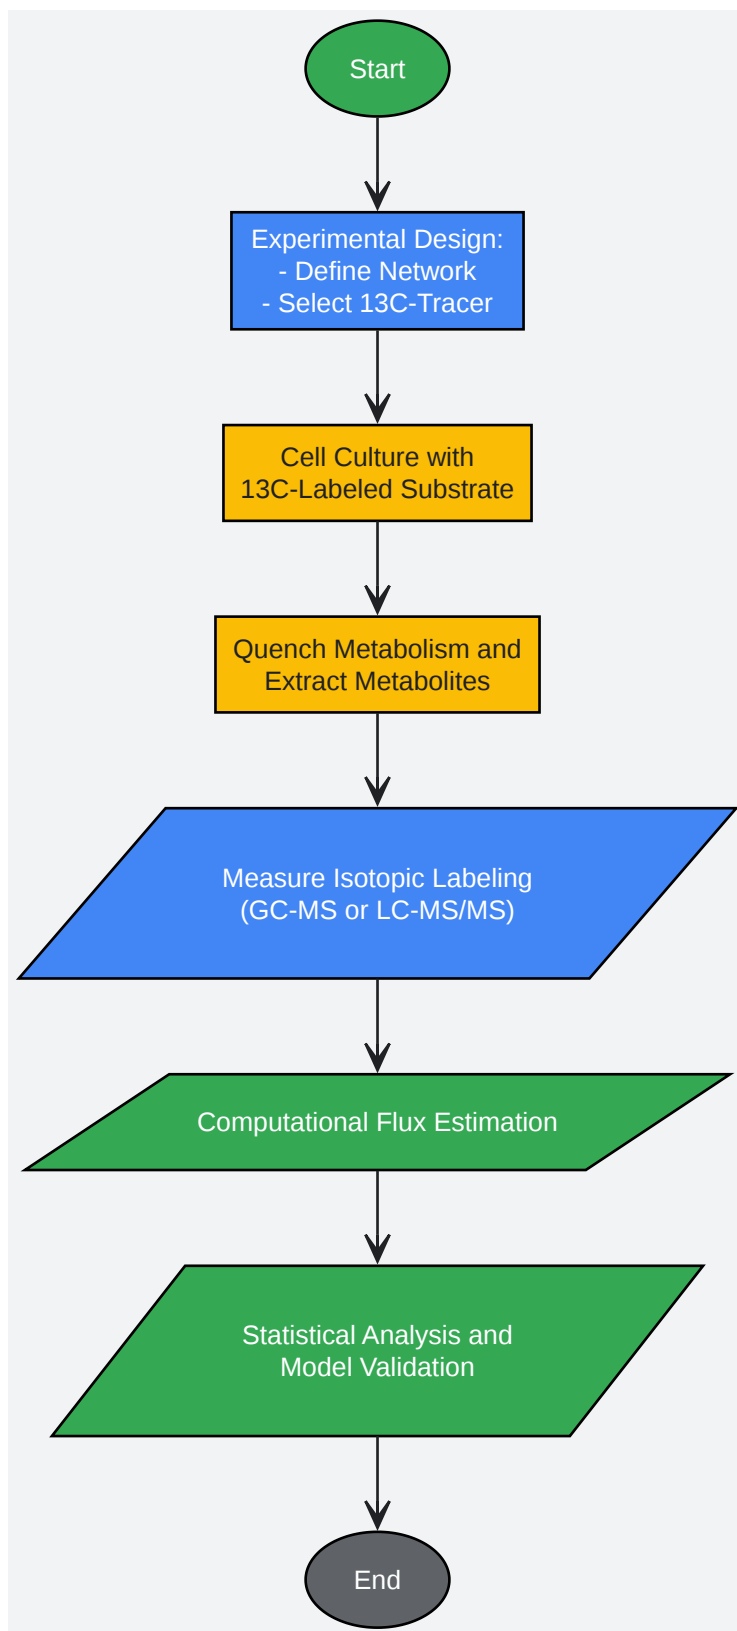 Start
Experimental Design:
- Define Network
- Select 13C-Tracer
Cell Culture with
13C-Labeled Substrate
Quench Metabolism and
Extract Metabolites
Measure Isotopic Labeling
(GC-MS or LC-MS/MS)
Computational Flux Estimation
Statistical Analysis and
Model Validation
End